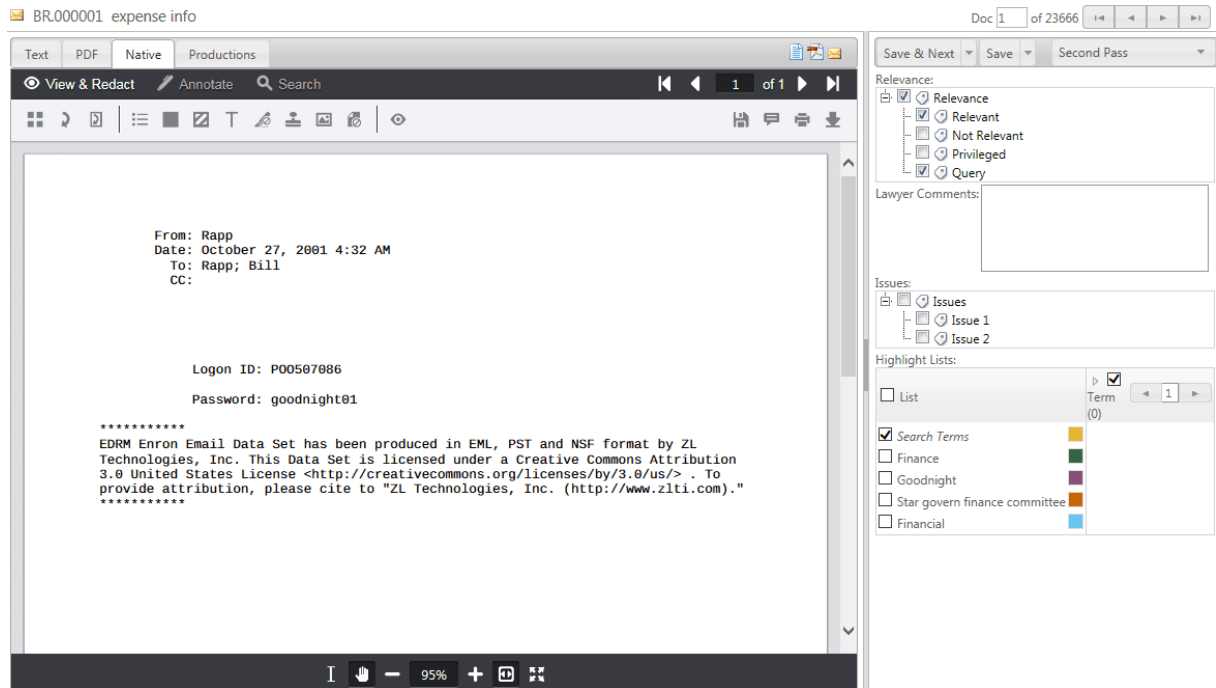 BR.000001 expense info
Doc 1 of 23666
Text PDF Native Productions
View & Redact Annotate Search 1 of 1
T
From: Rapp
Date: October 27, 2001 4:32 AM
To: Rapp; Bill
CC:
Logon ID: POO507086
Password: goodnight01
***********
EDRM Enron Email Data Set has been produced in EML, PST and NSF format by ZL
Technologies, Inc. This Data Set is licensed under a Creative Commons Attribution
3.0 United States License <http://creativecommons.org/licenses/by/3.0/us/> . To
provide attribution, please cite to "ZL Technologies, Inc. (http://www.zlti.com)."
***********
95%
Save & Next Save Second Pass
Relevance:
Relevance
Relevant
Not Relevant
Privileged
Query
Lawyer Comments:
Issues:
Issues
Issue 1
Issue 2
Highlight Lists:
List
Term
(0)
1
Search Terms
Finance
Goodnight
Star govern finance committee
Financial